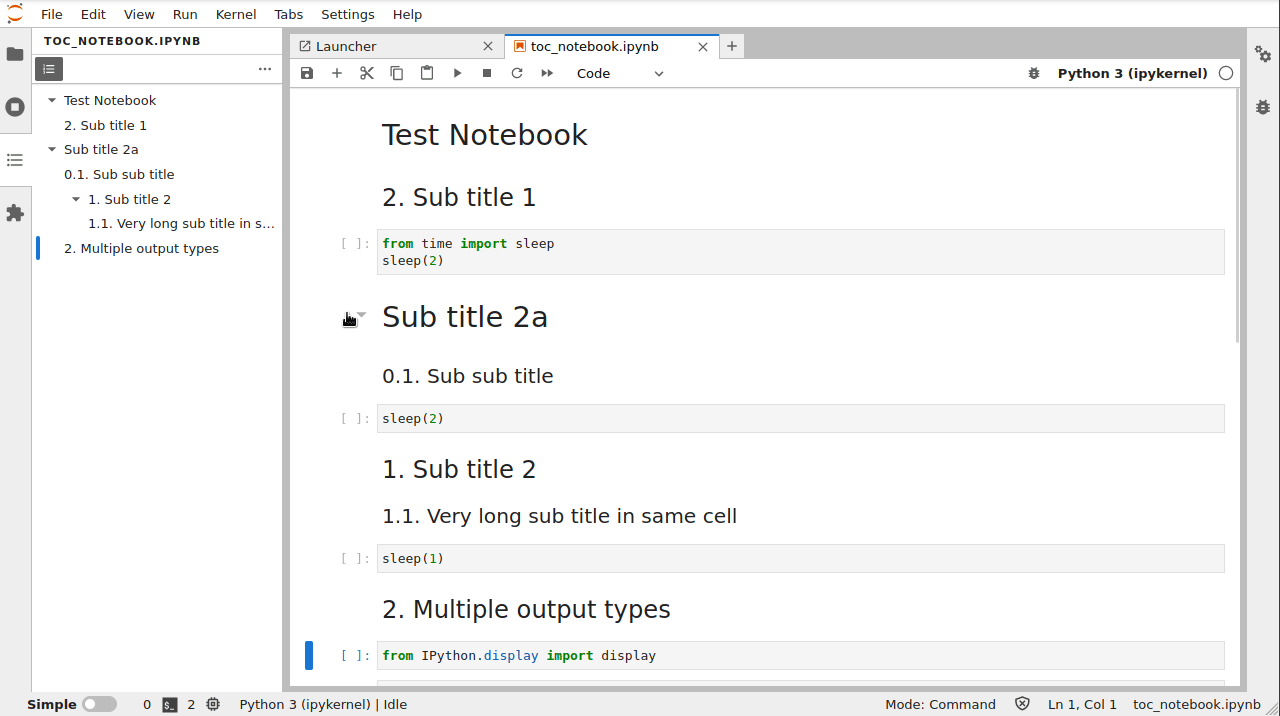 File Edit View Run Kernel Tabs Settings Help
TOC_NOTEBOOK.IPYNB
Test Notebook
2. Sub title 1
Sub title 2a
0.1. Sub sub title
1. Sub title 2
1.1. Very long sub title in s...
2. Multiple output types
Launcher
toc_notebook.ipynb
Code
Python 3 (ipykernel)
Test Notebook
2. Sub title 1
[ ]: from time import sleep
sleep(2)
Sub title 2a
0.1. Sub sub title
[ ]: sleep(2)
1. Sub title 2
1.1. Very long sub title in same cell
[ ]: sleep(1)
2. Multiple output types
[ ]: from IPython.display import display
Simple 0 2 Python 3 (ipykernel) | Idle Mode: Command Ln 1, Col 1 toc_notebook.ipynb